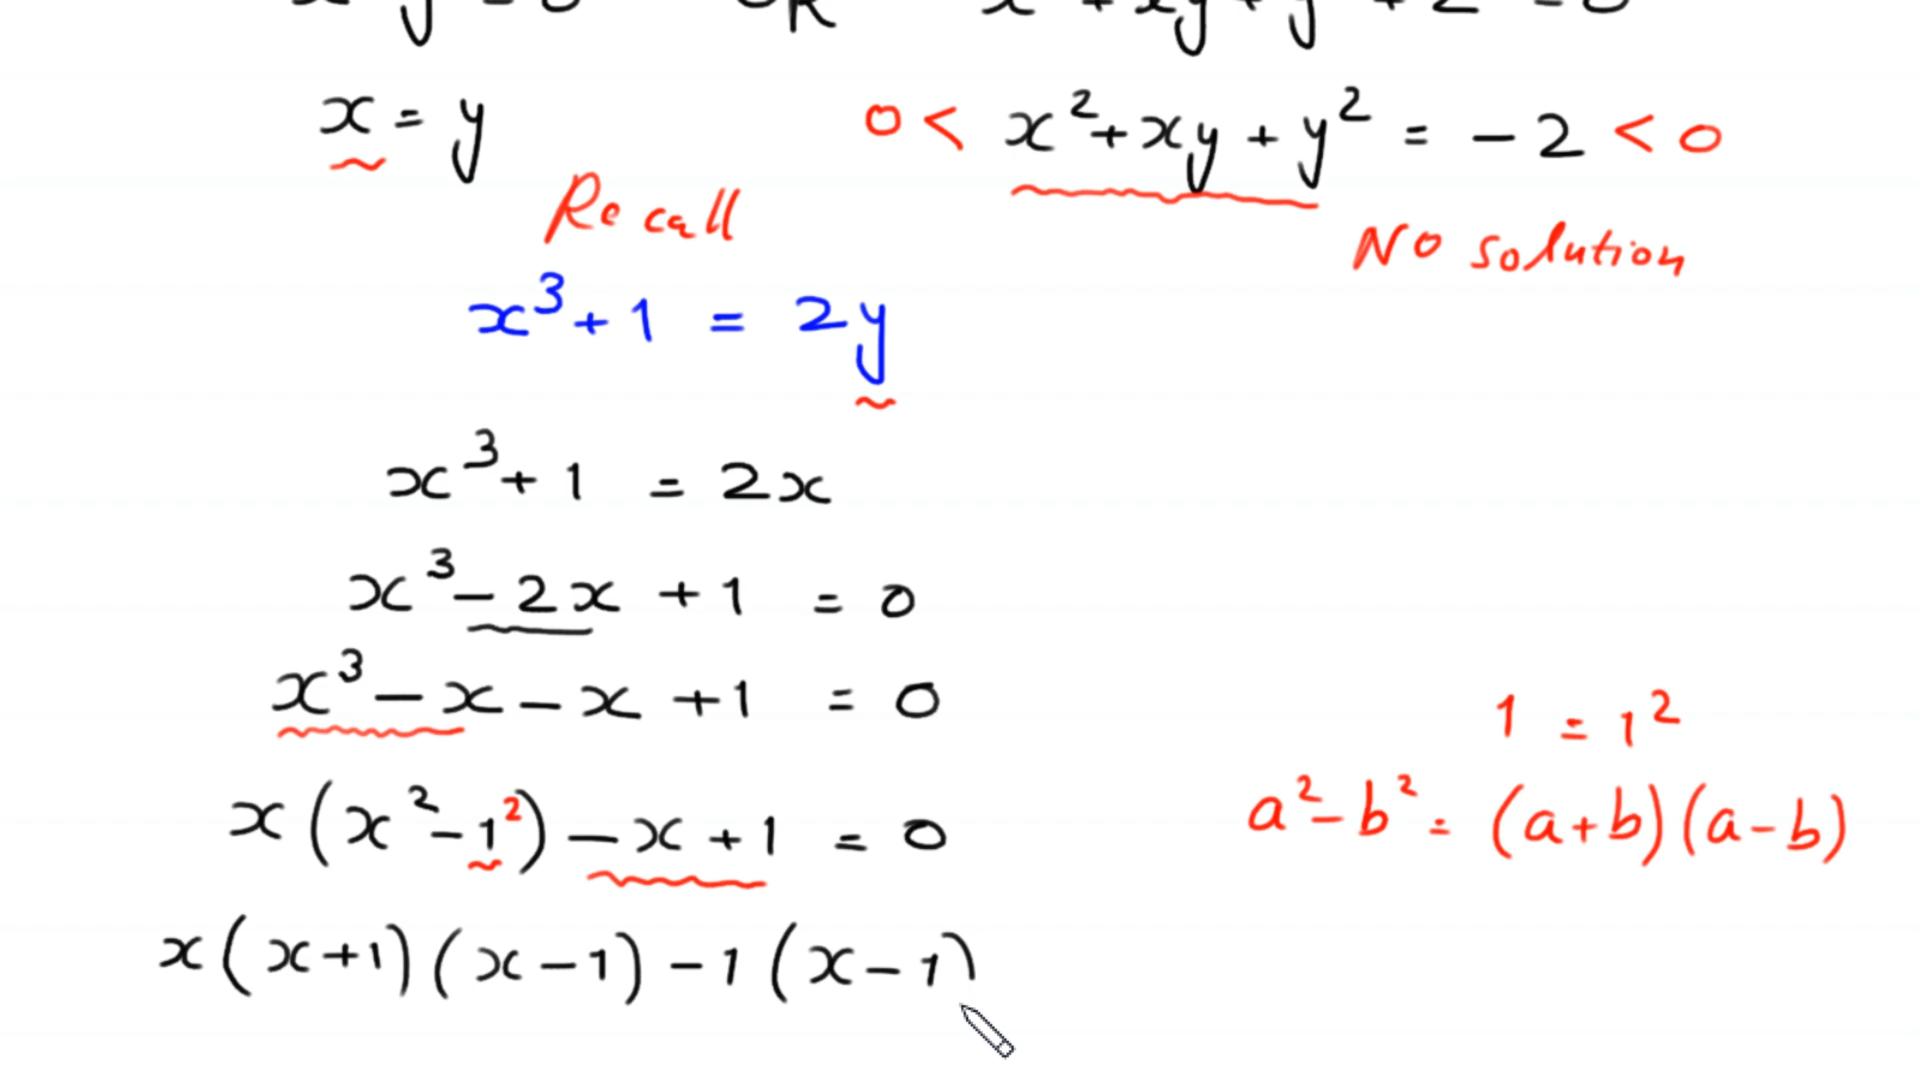 x = y
0 < x² + xy + y² = -2 < 0
Recall
No solution
x³ + 1 = 2y
x³ + 1 = 2x
x³ - 2x + 1 = 0
x³ - x - x + 1 = 0
1 = 1²
x(x² - 1²) - x + 1 = 0
a² - b² = (a+b)(a-b)
x(x+1)(x-1) - 1(x-1)